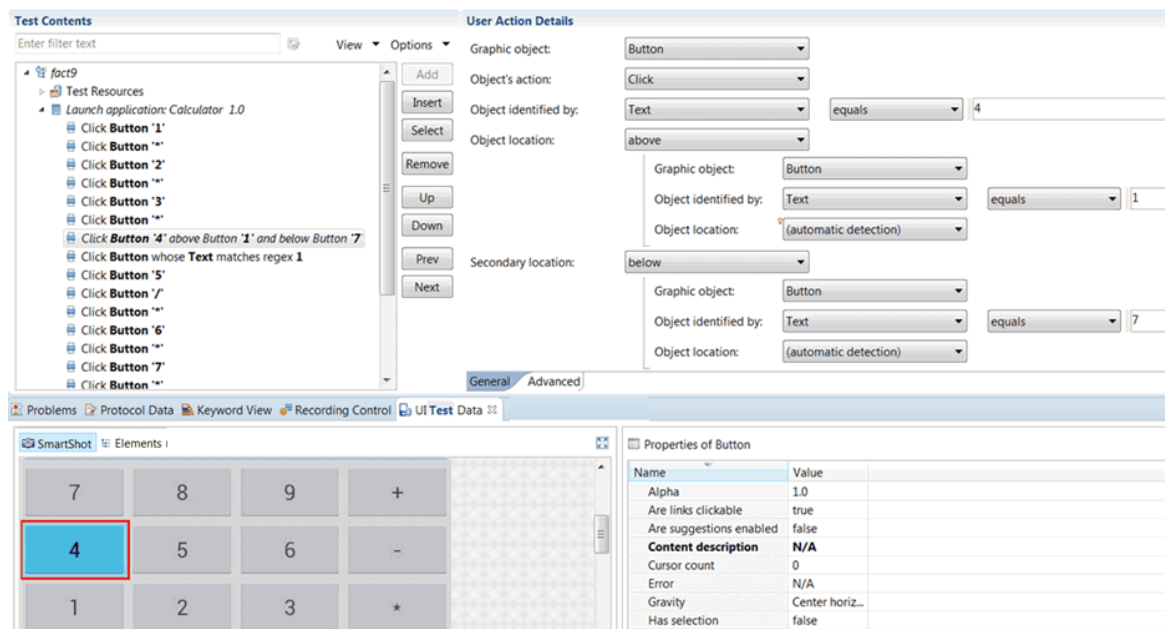 Test Contents
Enter filter text
View Options
fact9
Test Resources
Launch application: Calculator 1.0
Click Button '1'
Click Button '*'
Click Button '2'
Click Button '*'
Click Button '3'
Click Button '*'
Click Button '4' above Button '1' and below Button '7'
Click Button whose Text matches regex 1
Click Button '5'
Click Button '/'
Click Button '*'
Click Button '6'
Click Button '*'
Click Button '7'
Click Button '*'
Add
Insert
Select
Remove
Up
Down
Prev
Next
User Action Details
Graphic object: Button
Object's action: Click
Object identified by: Text equals 4
Object location: above
Graphic object: Button
Object identified by: Text equals 1
Object location: (automatic detection)
Secondary location: below
Graphic object: Button
Object identified by: Text equals 7
Object location: (automatic detection)
General Advanced
Problems Protocol Data Keyword View Recording Control UI Test Data
SmartShot Elements
7 8 9 +
4 5 6 -
1 2 3 *
Properties of Button
Name Value
Alpha 1.0
Are links clickable true
Are suggestions enabled false
Content description N/A
Cursor count 0
Error N/A
Gravity Center horiz...
Has selection false